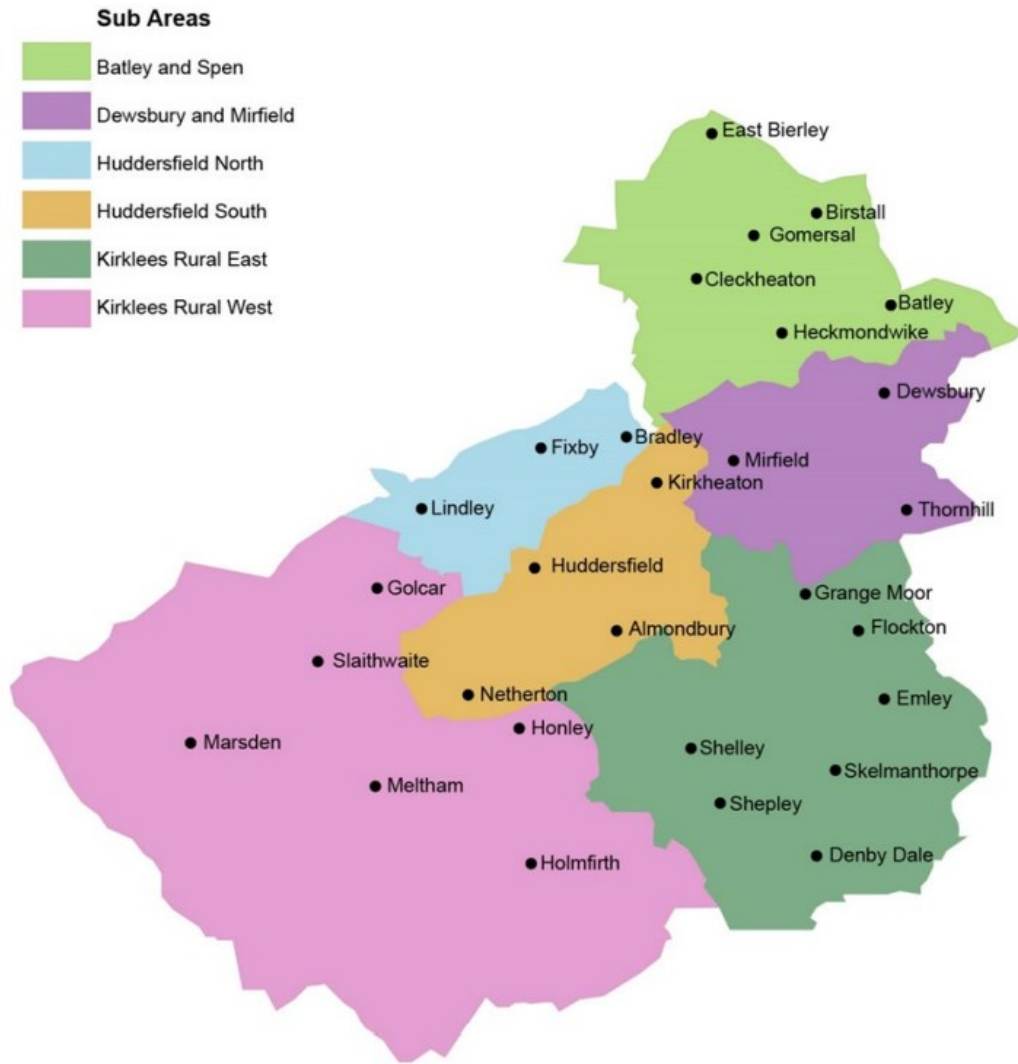 Sub Areas
Batley and Spen
Dewsbury and Mirfield
Huddersfield North
Huddersfield South
Kirklees Rural East
Kirklees Rural West
East Bierley
Birstall
Gomersal
Cleckheaton
Batley
Heckmondwike
Dewsbury
Bradley
Fixby
Mirfield
Kirkheaton
Lindley
Thornhill
Huddersfield
Golcar
Grange Moor
Almondbury
Flockton
Slaithwaite
Netherton
Emley
Honley
Marsden
Shelley
Skelmanthorpe
Meltham
Shepley
Denby Dale
Holmfirth